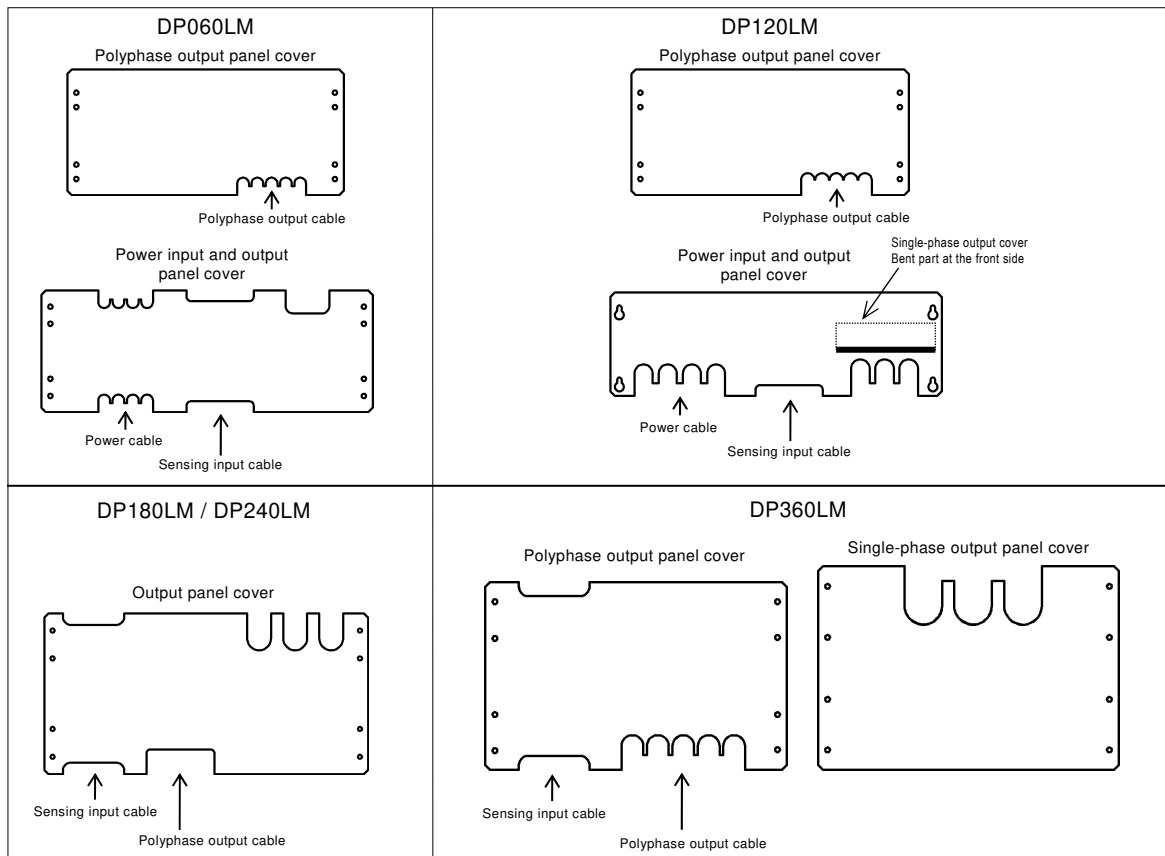 DP060LM
Polyphase output panel cover
Polyphase output cable
Power input and output
panel cover
Power cable
Sensing input cable
DP120LM
Polyphase output panel cover
Polyphase output cable
Single-phase output cover
Bent part at the front side
Power input and output
panel cover
Power cable
Sensing input cable
DP180LM / DP240LM
Output panel cover
Sensing input cable
Polyphase output cable
DP360LM
Polyphase output panel cover
Single-phase output panel cover
Sensing input cable
Polyphase output cable